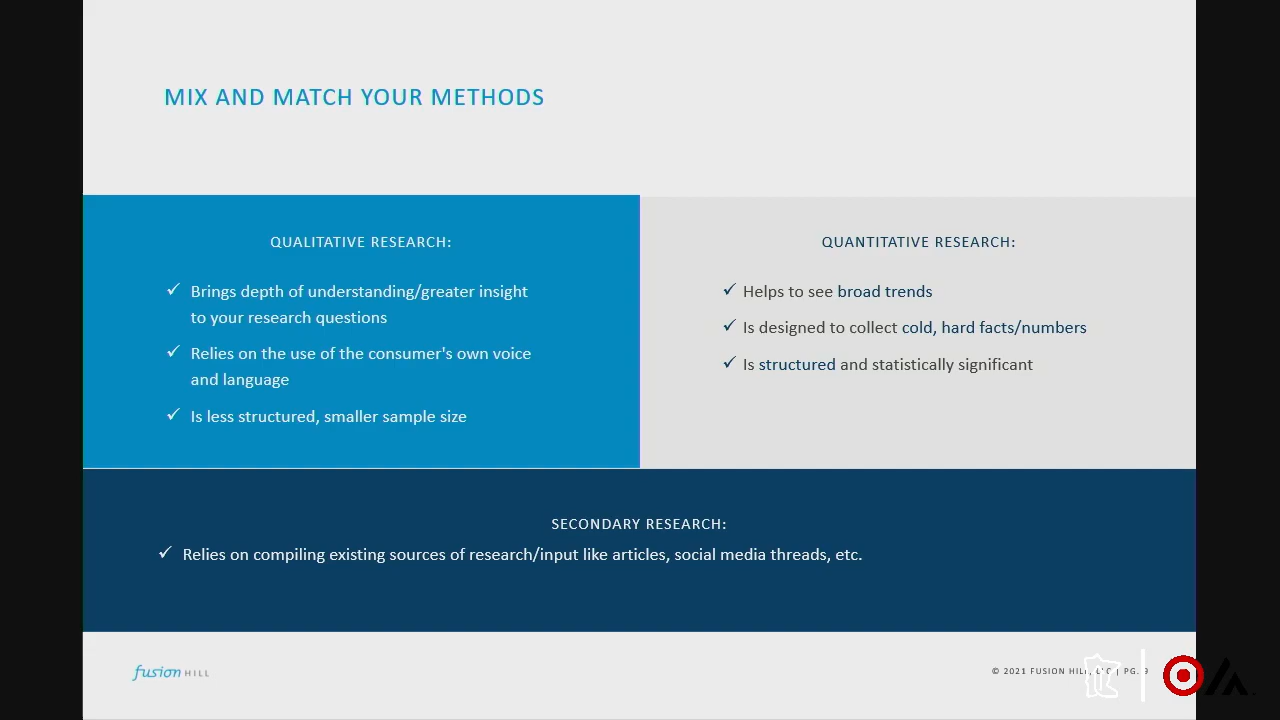 MIX AND MATCH YOUR METHODS
QUALITATIVE RESEARCH:
✓ Brings depth of understanding/greater insight
to your research questions
✓ Relies on the use of the consumer's own voice
and language
✓ Is less structured, smaller sample size
QUANTITATIVE RESEARCH:
✓ Helps to see broad trends
✓ Is designed to collect cold, hard facts/numbers
✓ Is structured and statistically significant
SECONDARY RESEARCH:
✓ Relies on compiling existing sources of research/input like articles, social media threads, etc.
fusion HILL
© 2021 FUSION HILL, LLC | PG. 9